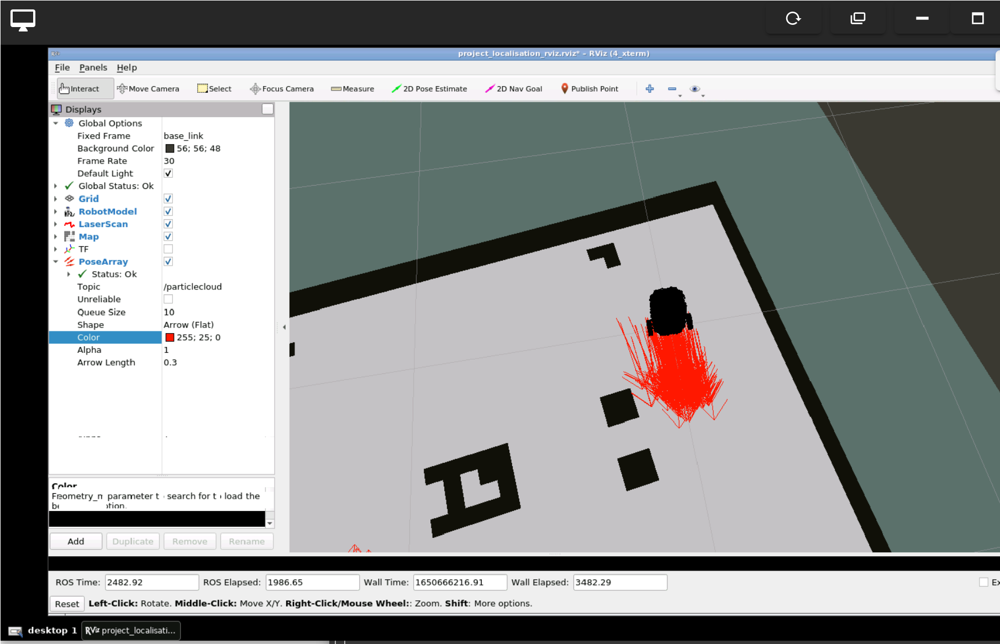 RViz project_localisation_rviz.rviz* – RViz (4_xterm)
File Panels Help
Interact Move Camera Select Focus Camera Measure 2D Pose Estimate 2D Nav Goal Publish Point
Displays
Global Options
Fixed Frame base_link
Background Color 56; 56; 48
Frame Rate 30
Default Light
Global Status: Ok
Grid
RobotModel
LaserScan
Map
TF
PoseArray
Status: Ok
Topic /particlecloud
Unreliable
Queue Size 10
Shape Arrow (Flat)
Color 255; 25; 0
Alpha 1
Arrow Length 0.3
Color
parameter search for load the
Add Duplicate Remove Rename
ROS Time: 2482.92 ROS Elapsed: 1986.65 Wall Time: 1650666216.91 Wall Elapsed: 3482.29 Ex
Reset Left-Click: Rotate. Middle-Click: Move X/Y. Right-Click/Mouse Wheel:: Zoom. Shift: More options.
desktop 1 RViz project_localisati...